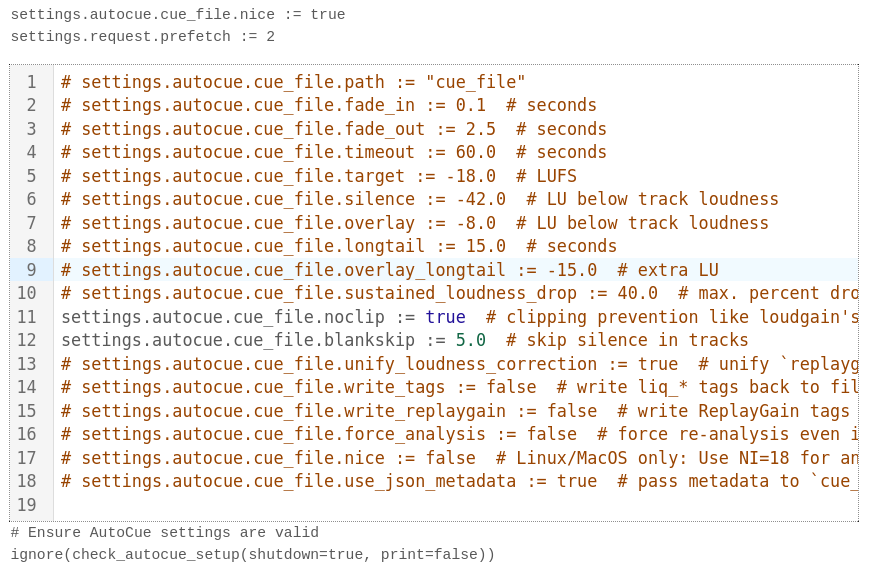 settings.autocue.cue_file.nice := true
settings.request.prefetch := 2
1 # settings.autocue.cue_file.path := "cue_file"
2 # settings.autocue.cue_file.fade_in := 0.1  # seconds
3 # settings.autocue.cue_file.fade_out := 2.5  # seconds
4 # settings.autocue.cue_file.timeout := 60.0  # seconds
5 # settings.autocue.cue_file.target := -18.0  # LUFS
6 # settings.autocue.cue_file.silence := -42.0  # LU below track loudness
7 # settings.autocue.cue_file.overlay := -8.0  # LU below track loudness
8 # settings.autocue.cue_file.longtail := 15.0  # seconds
9 # settings.autocue.cue_file.overlay_longtail := -15.0  # extra LU
10 # settings.autocue.cue_file.sustained_loudness_drop := 40.0  # max. percent dro
11 settings.autocue.cue_file.noclip := true  # clipping prevention like loudgain's
12 settings.autocue.cue_file.blankskip := 5.0  # skip silence in tracks
13 # settings.autocue.cue_file.unify_loudness_correction := true  # unify `replayg
14 # settings.autocue.cue_file.write_tags := false  # write liq_* tags back to fil
15 # settings.autocue.cue_file.write_replaygain := false  # write ReplayGain tags
16 # settings.autocue.cue_file.force_analysis := false  # force re-analysis even i
17 # settings.autocue.cue_file.nice := false  # Linux/MacOS only: Use NI=18 for an
18 # settings.autocue.cue_file.use_json_metadata := true  # pass metadata to `cue_
19
# Ensure AutoCue settings are valid
ignore(check_autocue_setup(shutdown=true, print=false))